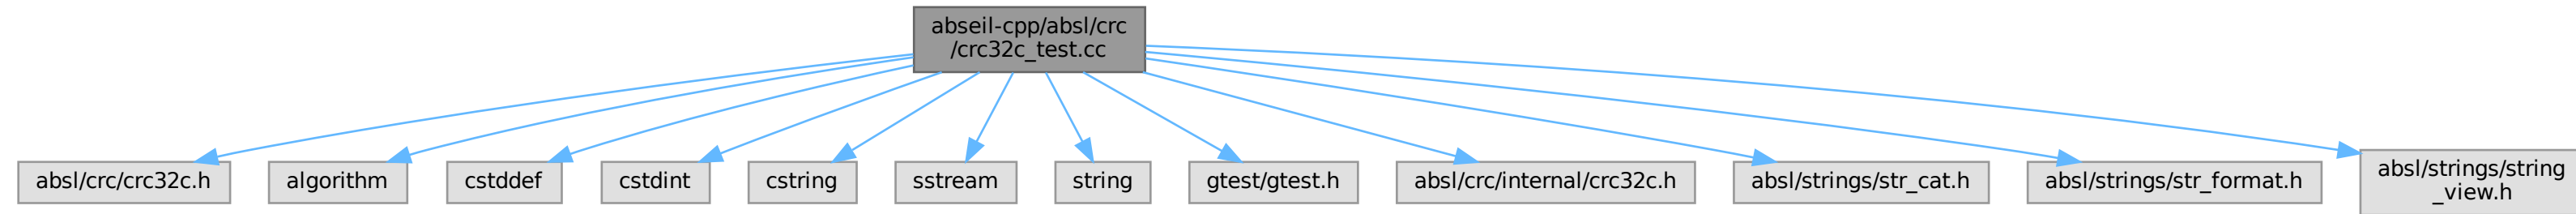 abseil-cpp/absl/crc
/crc32c_test.cc
absl/crc/crc32c.h
algorithm
cstddef
cstdint
cstring
sstream
string
gtest/gtest.h
absl/crc/internal/crc32c.h
absl/strings/str_cat.h
absl/strings/str_format.h
absl/strings/string
_view.h